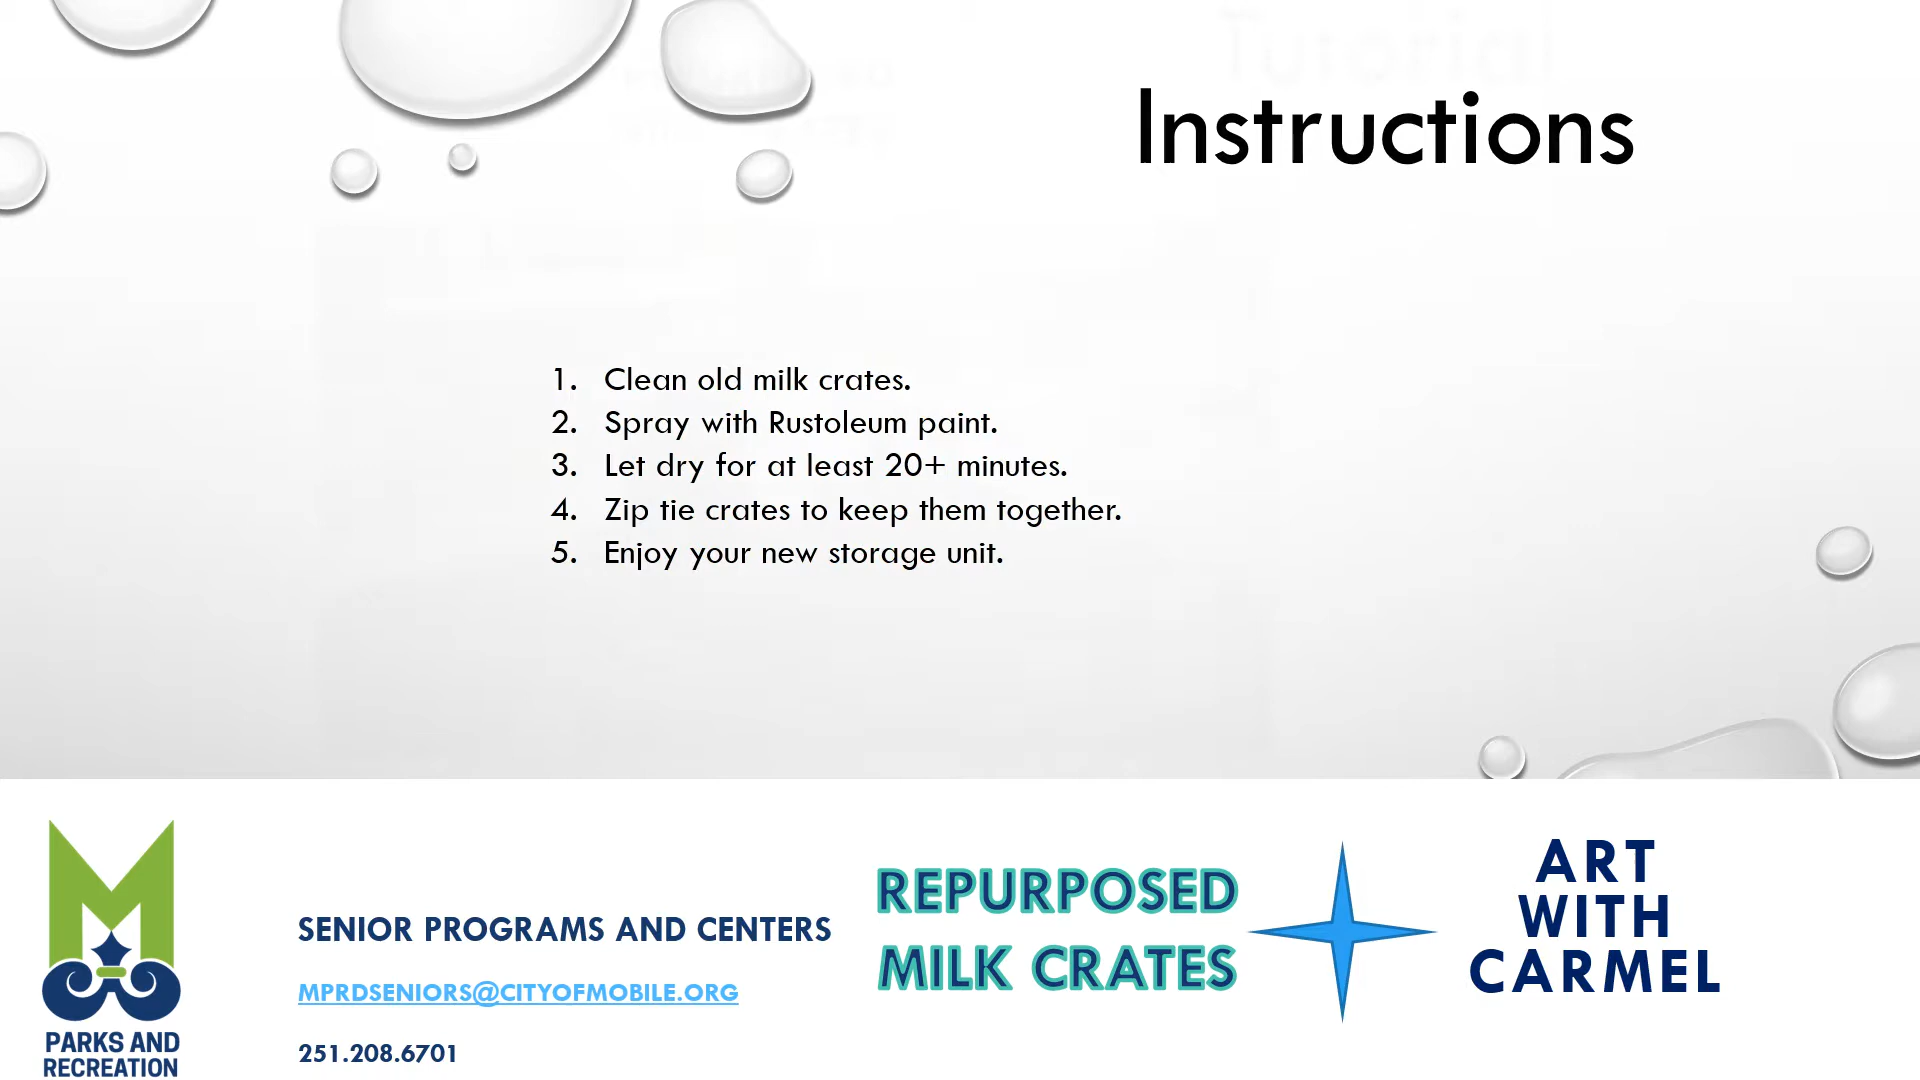 Tutorial
Instructions
1. Clean old milk crates.
2. Spray with Rustoleum paint.
3. Let dry for at least 20+ minutes.
4. Zip tie crates to keep them together.
5. Enjoy your new storage unit.
PARKS AND
RECREATION
SENIOR PROGRAMS AND CENTERS
MPRDSENIORS@CITYOFMOBILE.ORG
251.208.6701
REPURPOSED
MILK CRATES
ART
WITH
CARMEL